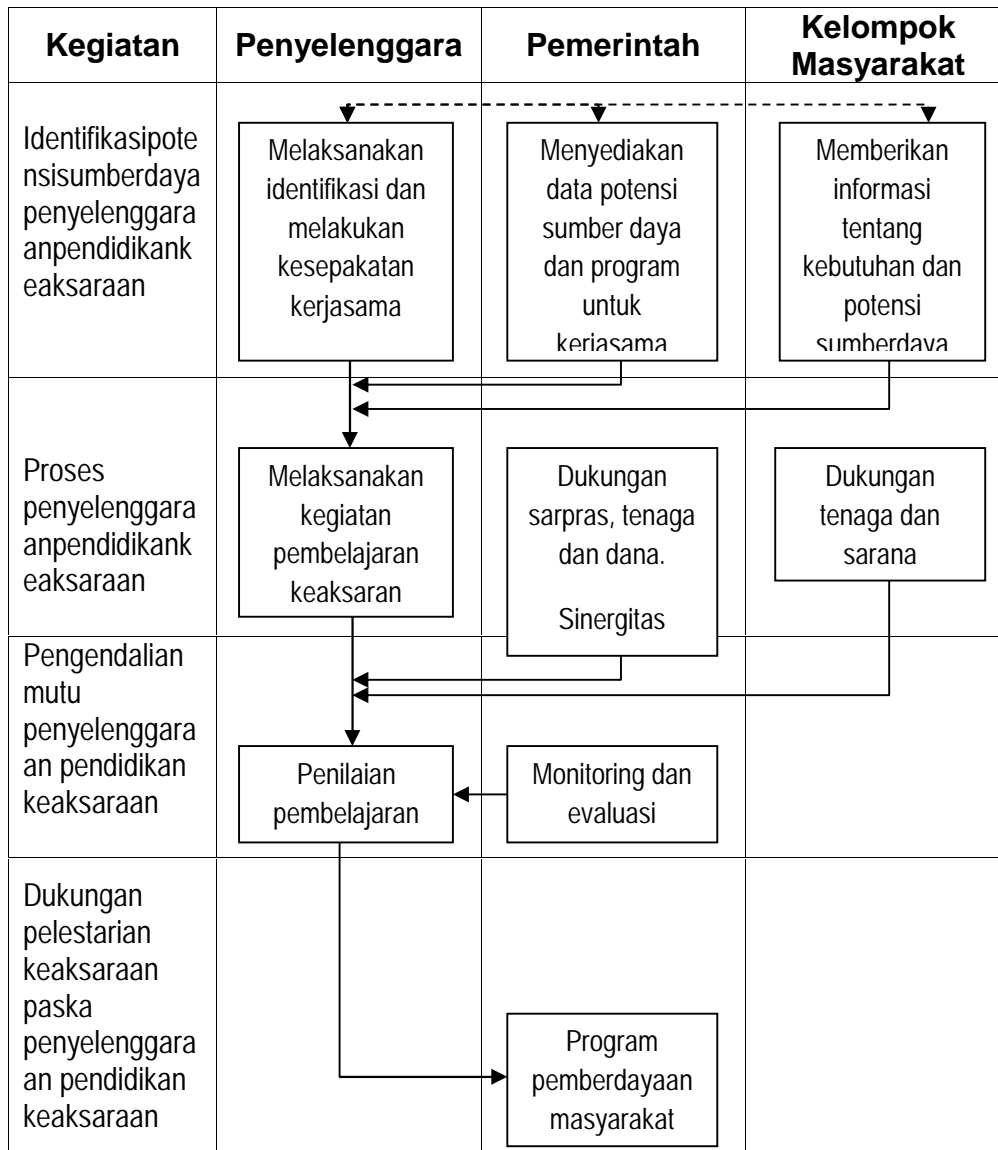 Kegiatan
Penyelenggara
Pemerintah
Kelompok
Masyarakat
Identifikasipote
nsisumberdaya
penyelenggara
anpendidikank
eaksaraan
Melaksanakan
identifikasi dan
melakukan
kesepakatan
kerjasama
Menyediakan
data potensi
sumber daya
dan program
untuk
kerjasama
Memberikan
informasi
tentang
kebutuhan dan
potensi
sumberdaya
Proses
penyelenggara
anpendidikank
eaksaraan
Melaksanakan
kegiatan
pembelajaran
keaksaran
Dukungan
sarpras, tenaga
dan dana.
Sinergitas
Dukungan
tenaga dan
sarana
Pengendalian
mutu
penyelenggara
an pendidikan
keaksaraan
Penilaian
pembelajaran
Monitoring dan
evaluasi
Dukungan
pelestarian
keaksaraan
paska
penyelenggara
an pendidikan
keaksaraan
Program
pemberdayaan
masyarakat